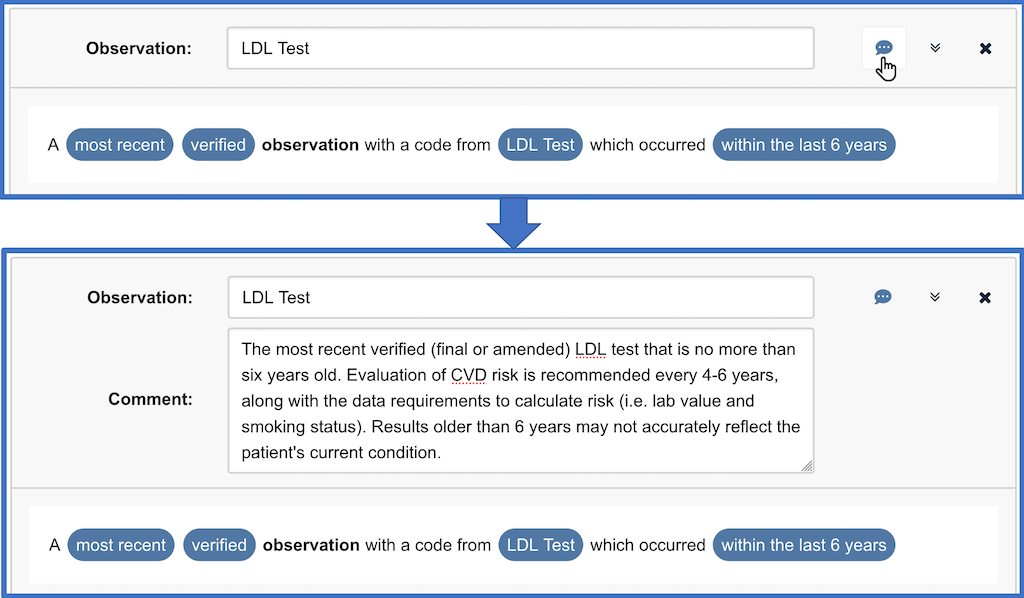 Observation: LDL Test
A most recent verified observation with a code from LDL Test which occurred within the last 6 years
Observation: LDL Test
Comment:
The most recent verified (final or amended) LDL test that is no more than
six years old. Evaluation of CVD risk is recommended every 4-6 years,
along with the data requirements to calculate risk (i.e. lab value and
smoking status). Results older than 6 years may not accurately reflect the
patient's current condition.
A most recent verified observation with a code from LDL Test which occurred within the last 6 years